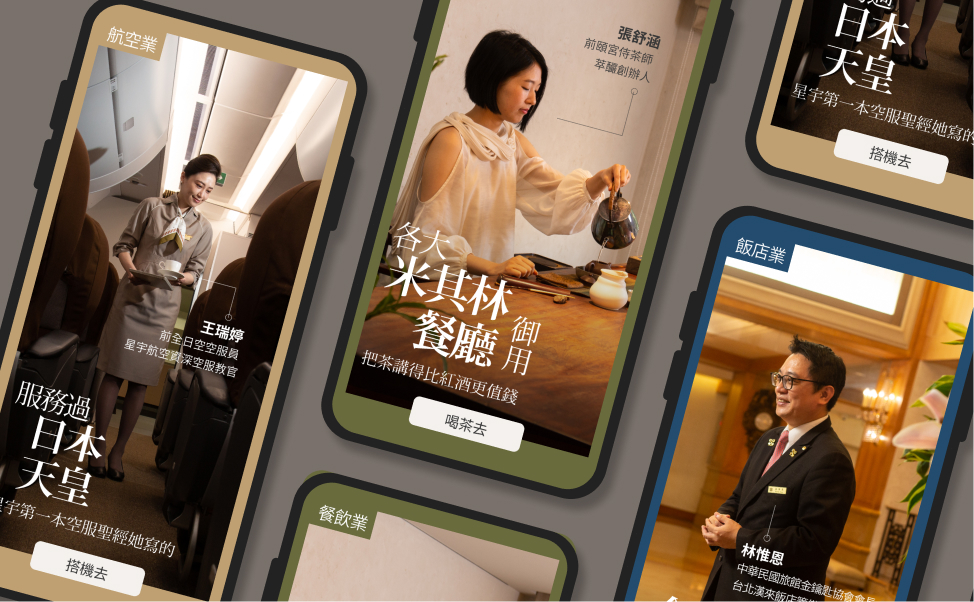 航空業
王瑞婷
前全日空空服員
星宇航空資深空服教官
服務過
日本
天皇
星宇第一本空服聖經她寫的
搭機去
張舒涵
前頤宮侍茶師
萃釅創辦人
各大
米其林
餐廳
御用
把茶講得比紅酒更值錢
喝茶去
餐飲業
日本
天皇
星宇第一本空服聖經她寫的
搭機去
飯店業
林惟恩
中華民國旅館金鑰匙協會會長
台北漢來飯店